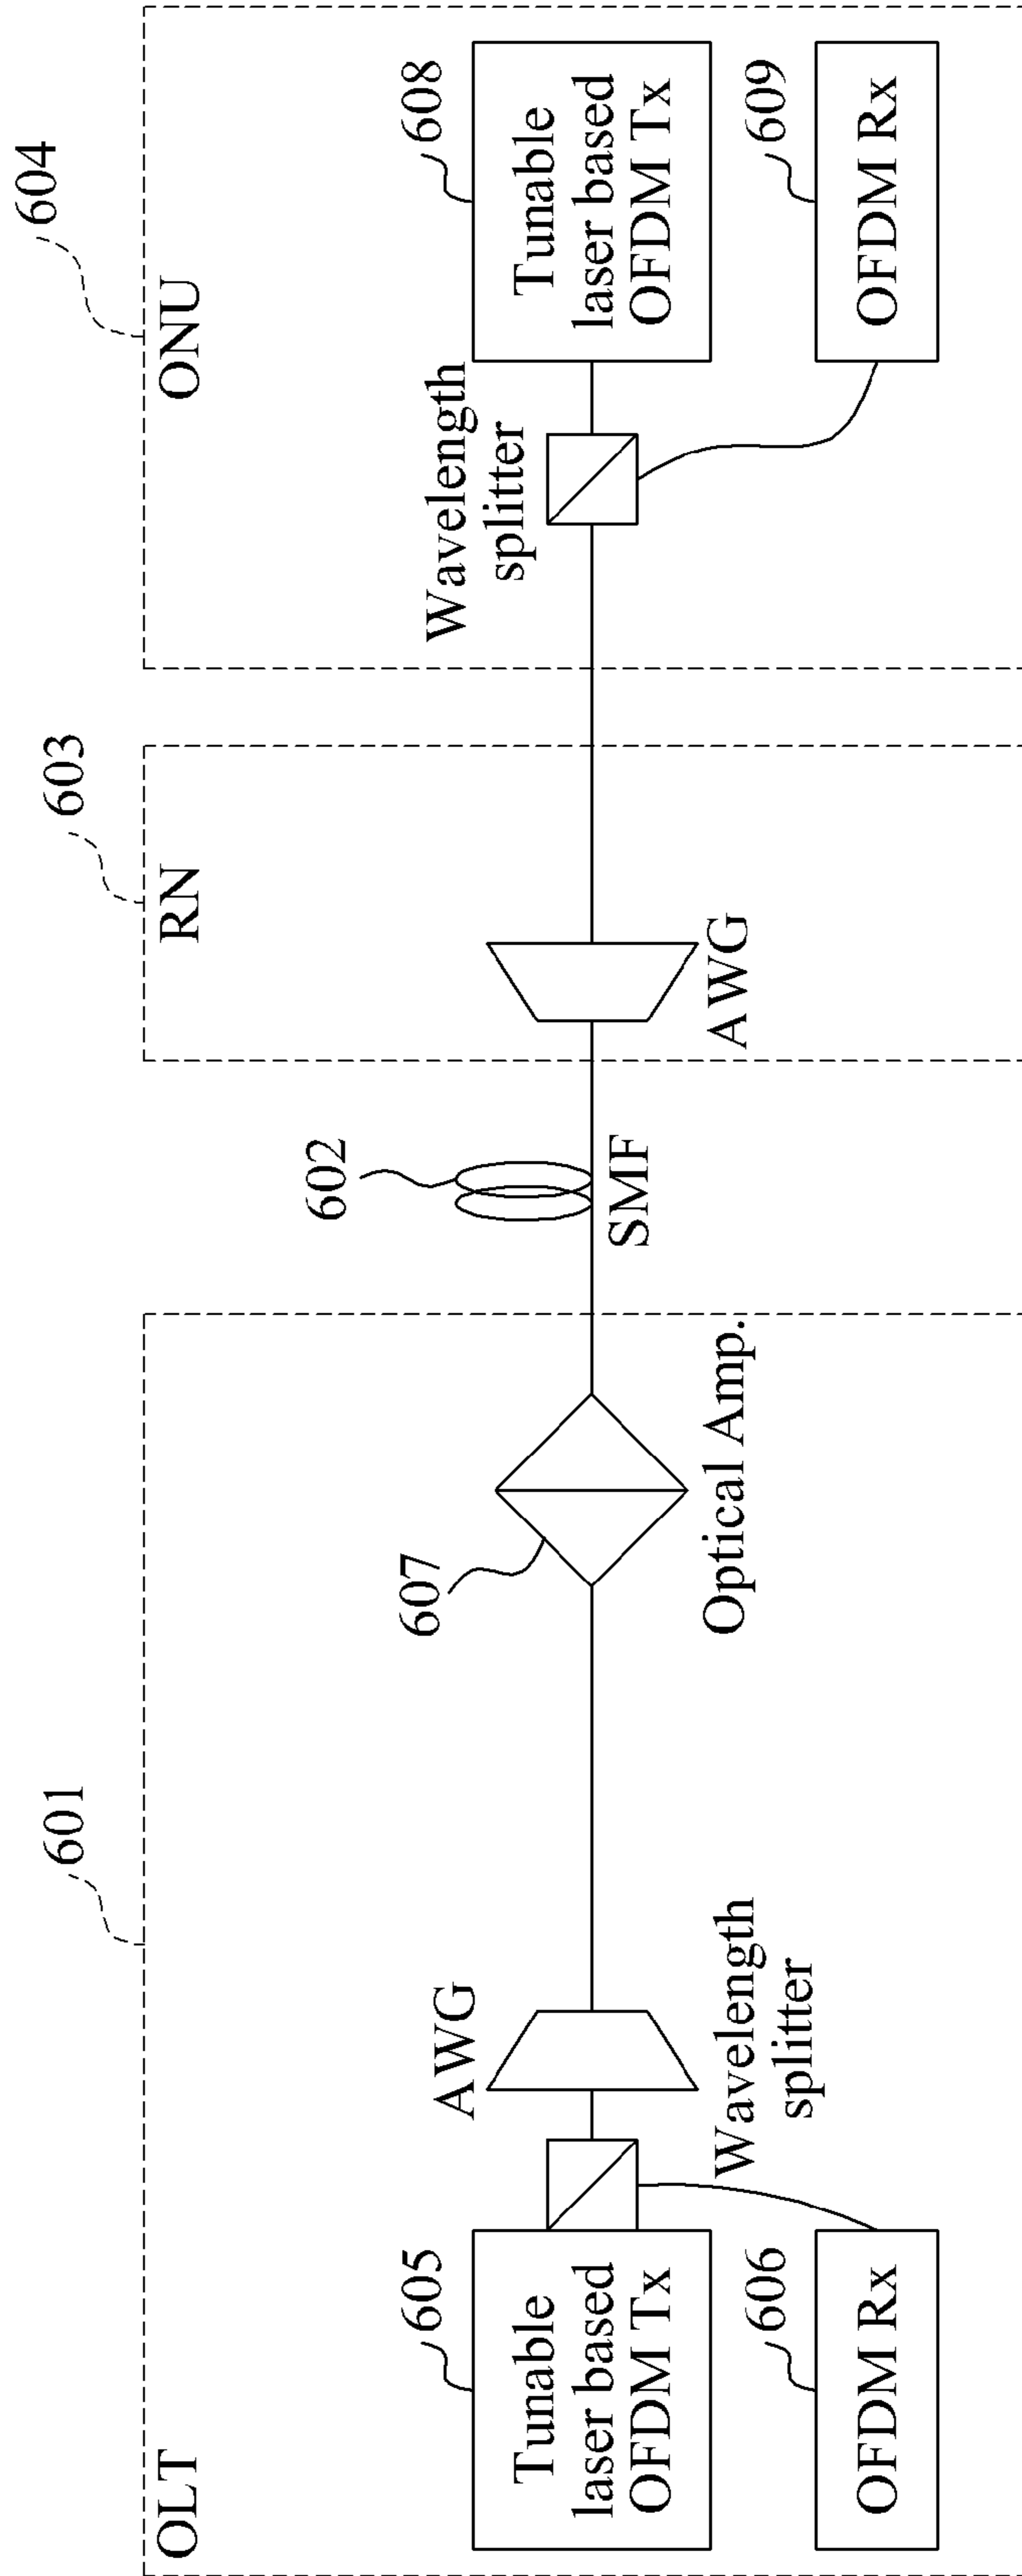 601
OLT
605
Tunable
laser based
OFDM Tx
606
OFDM Rx
AWG
Wavelength
splitter
607
Optical Amp.
602
SMF
603
RN
AWG
604
ONU
Wavelength
splitter
608
Tunable
laser based
OFDM Tx
609
OFDM Rx